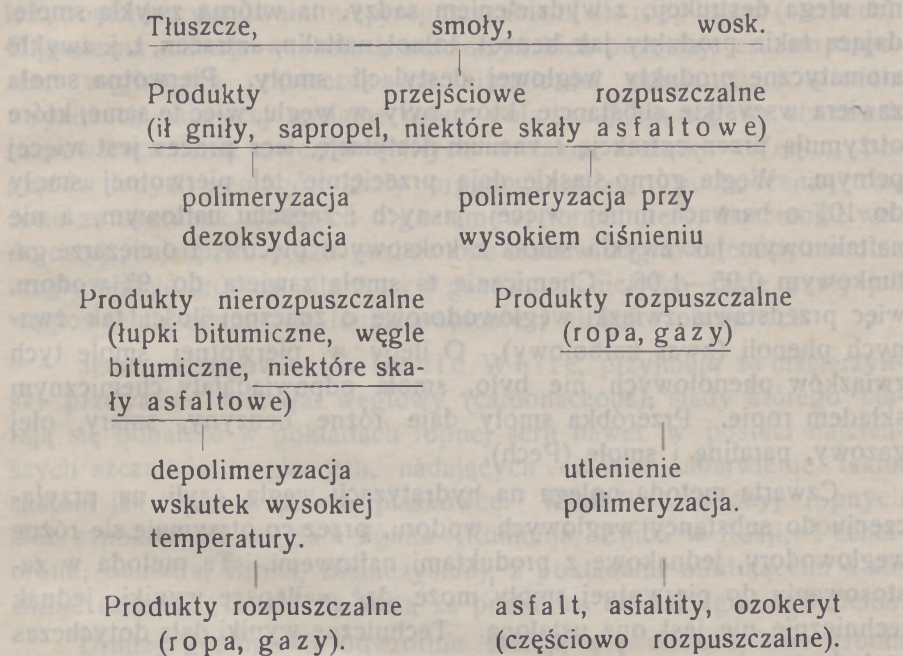 Tłuszcze, smoły, wosk.
Produkty przejściowe rozpuszczalne
(ił gniły, sapropel, niektóre skały asfaltowe)
polimeryzacja
dezoksydacja
polimeryzacja przy
wysokiem ciśnieniu
Produkty nierozpuszczalne
(łupki bitumiczne, węgle
bitumiczne, niektóre ska-
ły asfaltowe)
Produkty rozpuszczalne
(ropa, gazy)
depolimeryzacja
wskutek wysokiej
temperatury.
utlenienie
polimeryzacja.
Produkty rozpuszczalne
(ropa, gazy).
asfalt, asfaltity, ozokeryt
(częściowo rozpuszczalne).